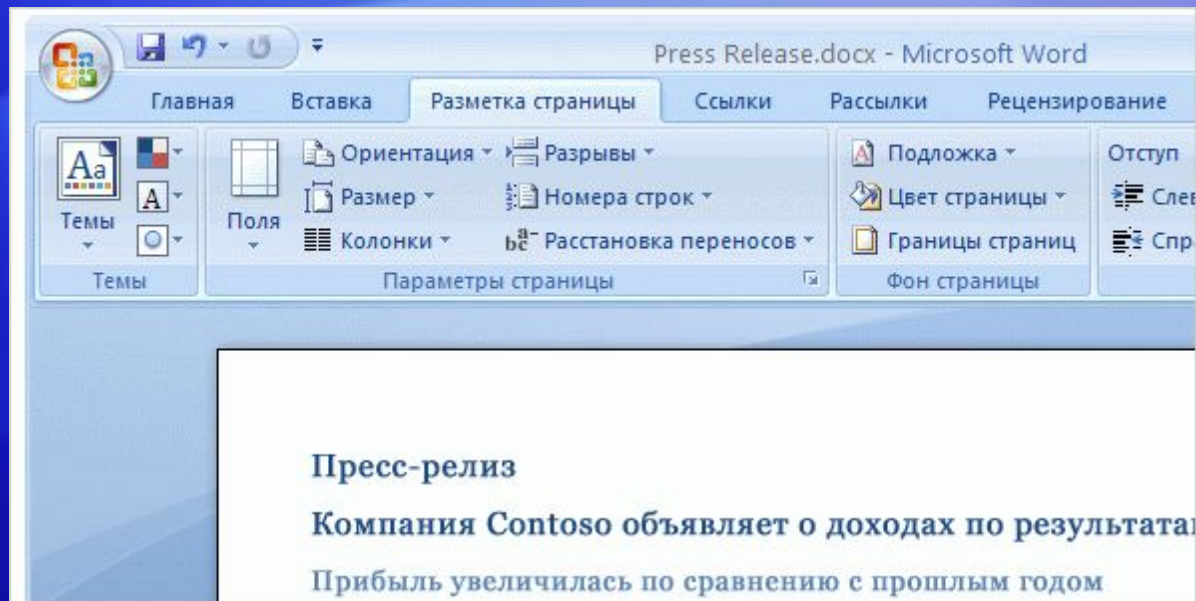 Press Release.docx - Microsoft Word
Главная Вставка Разметка страницы Ссылки Рассылки Рецензирование
Aa Ориентация Разрывы Подложка Отступ
A Размер Номера строк Цвет страницы
Темы Поля Колонки Расстановка переносов Границы страниц
Темы Параметры страницы Фон страницы
Пресс-релиз
Компания Contoso объявляет о доходах по
Прибыль увеличилась по сравнению с прошлым годом